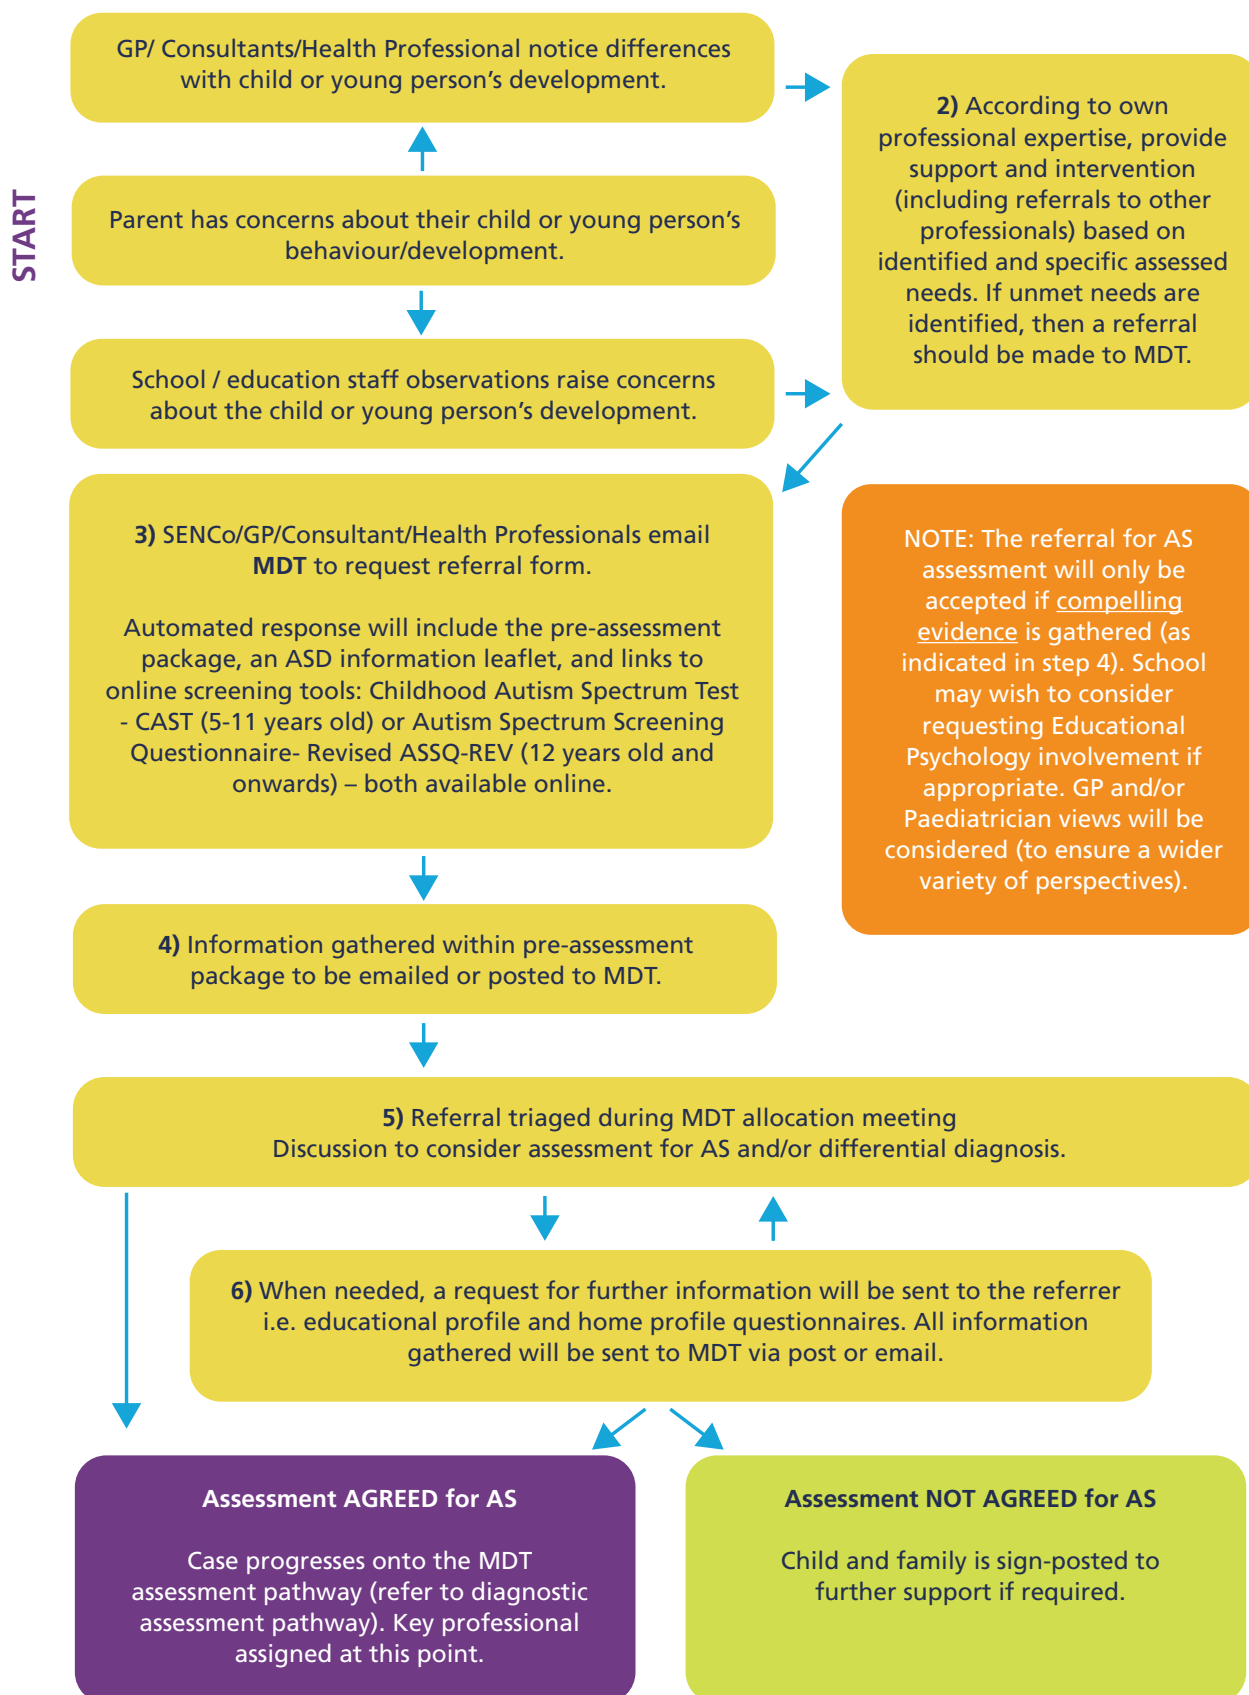 START
GP/ Consultants/Health Professional notice differences
with child or young person’s development.
Parent has concerns about their child or young person’s
behaviour/development.
School / education staff observations raise concerns
about the child or young person’s development.
2) According to own
professional expertise, provide
support and intervention
(including referrals to other
professionals) based on
identified and specific assessed
needs. If unmet needs are
identified, then a referral
should be made to MDT.
3) SENCo/GP/Consultant/Health Professionals email
MDT to request referral form.
Automated response will include the pre-assessment
package, an ASD information leaflet, and links to
online screening tools: Childhood Autism Spectrum Test
- CAST (5-11 years old) or Autism Spectrum Screening
Questionnaire- Revised ASSQ-REV (12 years old and
onwards) – both available online.
NOTE: The referral for AS
assessment will only be
accepted if compelling
evidence is gathered (as
indicated in step 4). School
may wish to consider
requesting Educational
Psychology involvement if
appropriate. GP and/or
Paediatrician views will be
considered (to ensure a wider
variety of perspectives).
4) Information gathered within pre-assessment
package to be emailed or posted to MDT.
5) Referral triaged during MDT allocation meeting
Discussion to consider assessment for AS and/or differential diagnosis.
6) When needed, a request for further information will be sent to the referrer
i.e. educational profile and home profile questionnaires. All information
gathered will be sent to MDT via post or email.
Assessment AGREED for AS
Case progresses onto the MDT
assessment pathway (refer to diagnostic
assessment pathway). Key professional
assigned at this point.
Assessment NOT AGREED for AS
Child and family is sign-posted to
further support if required.